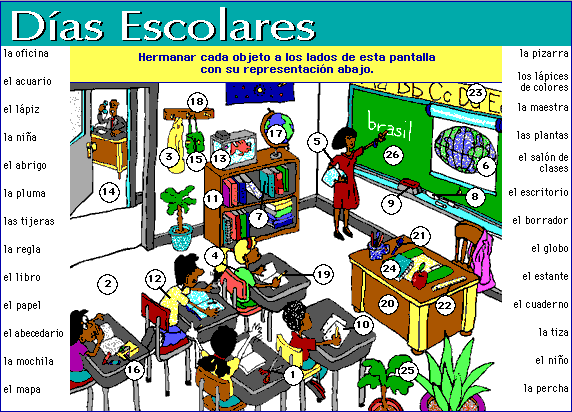 Días Escolares
Hermanar cada objeto a los lados de esta pantalla
con su representación abajo.
la oficina
el acuario
el lápiz
la niña
el abrigo
la pluma
las tijeras
la regla
el libro
el papel
el abecedario
la mochila
el mapa
18
23
17
5
brasil
3
15
13
26
6
14
11
9
8
7
4
21
2
12
19
24
20
22
10
16
1
25
la pizarra
los lápices
de colores
la maestra
las plantas
el salón de
clases
el escritorio
el borrador
el globo
el estante
el cuaderno
la tiza
el niño
la percha